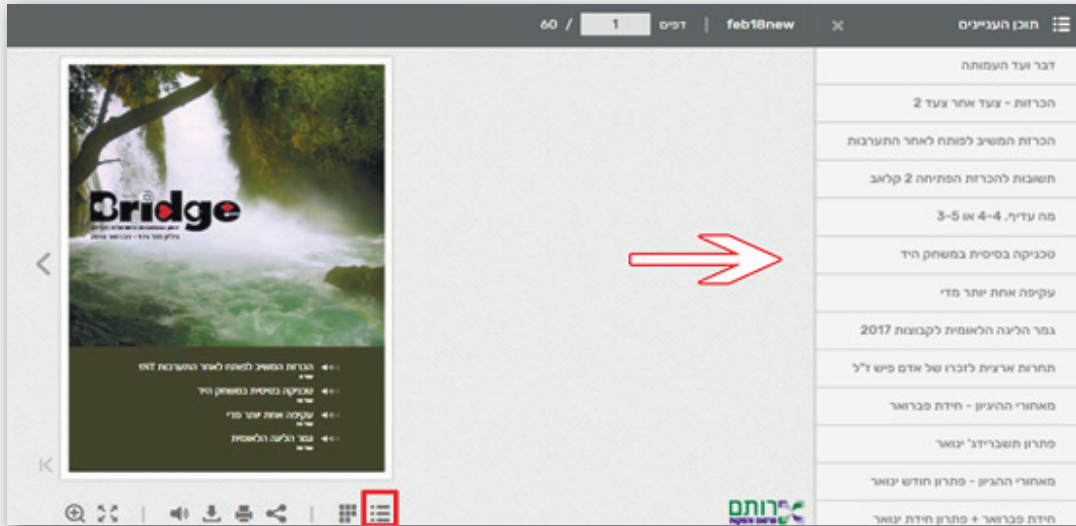 תוכן העניינים
feb18new | דפים 1 / 60
דבר ועד העמותה
הכרזות - צעד אחר צעד 2
הכרזת המשיב לפותח לאחר התערבות
תשובות להכרזת הפתיחה 2 קלאב
מה עדיף, 4-4 או 5-3
טכניקה בסיסית במשחק היד
עקיפה אחת יותר מדי
גמר הליגה הלאומית לקבוצות 2017
תחרות ארצית לזכרו של אדם פיש ז"ל
מאחורי ההיגיון - חידת פברואר
פתרון תשברידג' ינואר
מאחורי ההגיון - פתרון חודש ינואר
חידת פברואר + פתרון חידת ינואר
Bridge
הכרזת המשיב לפותח לאחר התערבות 1NT
טכניקה בסיסית במשחק היד
עקיפה אחת יותר מדי
גמר הליגה הלאומית
רותם